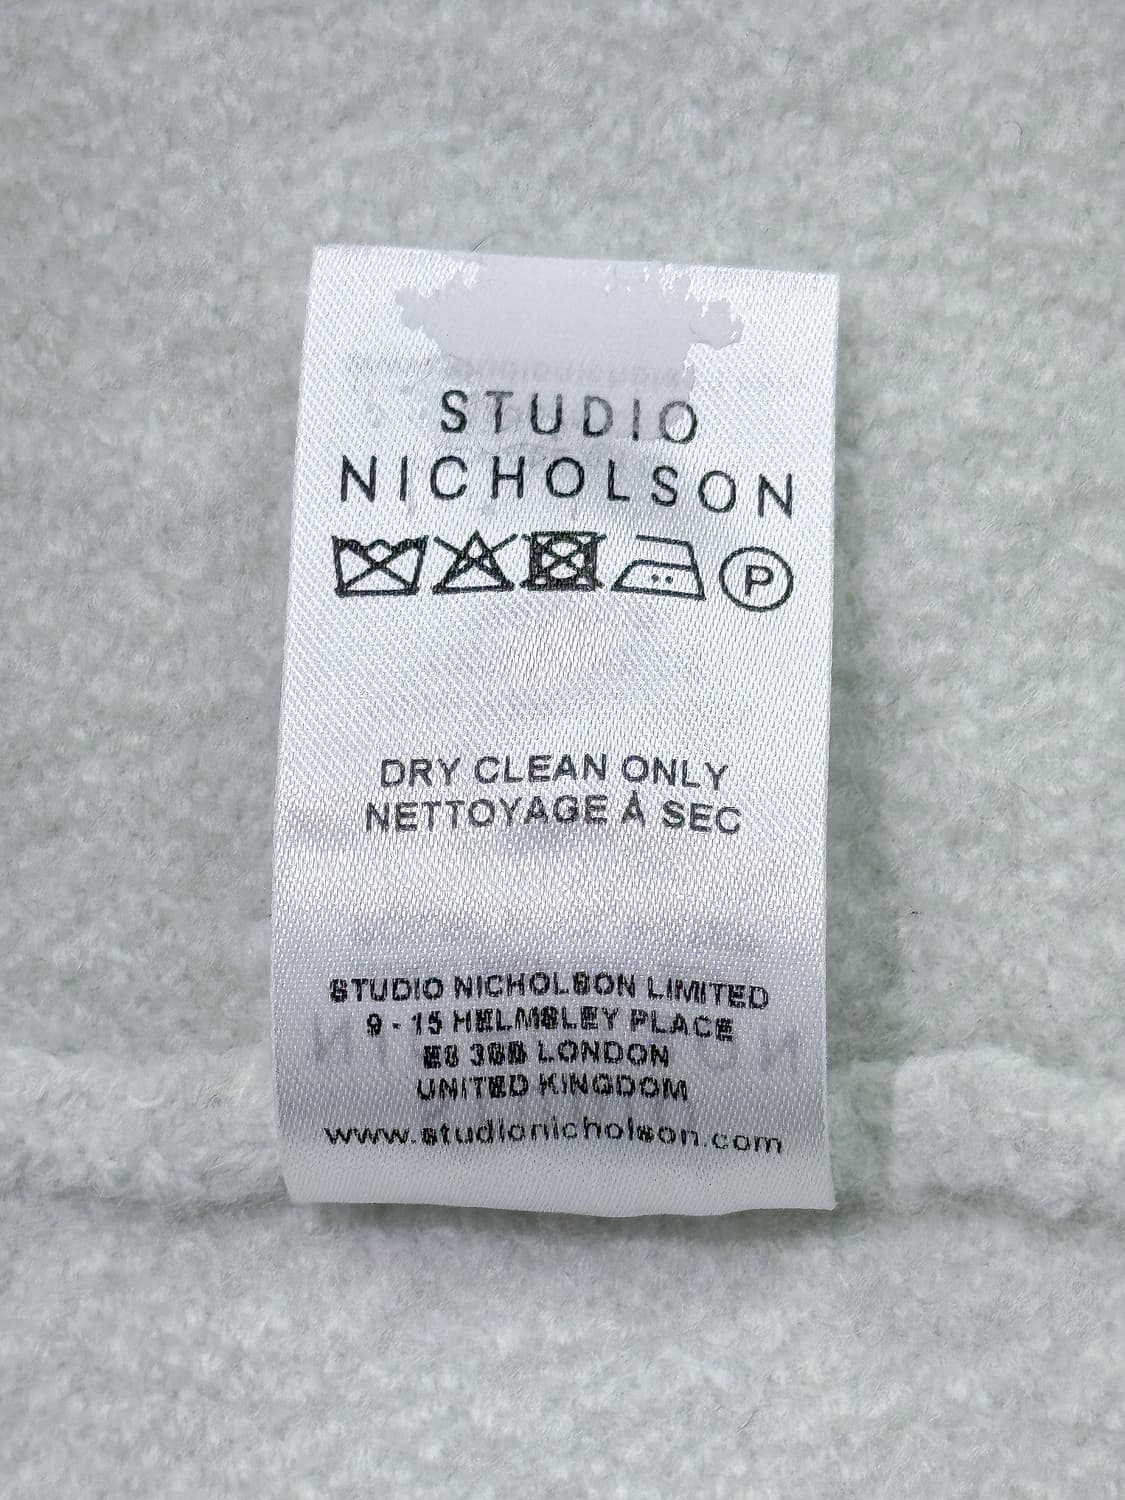 STUDIO
NICHOLSON
P
DRY CLEAN ONLY
NETTOYAGE À SEC
STUDIO NICHOLSON LIMITED
9 - 15 HELMSLEY PLACE
E8 3SB LONDON
UNITED KINGDOM
www.studionicholson.com